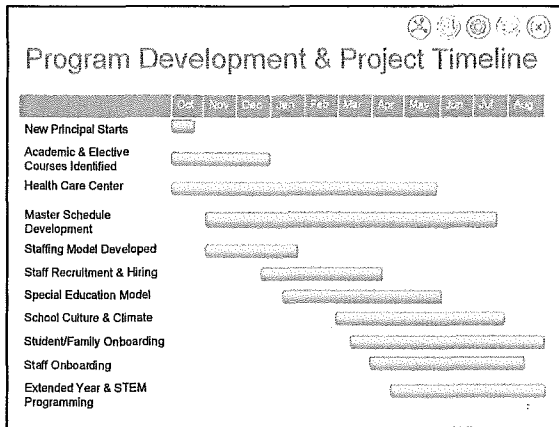 Program Development & Project Timeline
Oct Nov Dec Jan Feb Mar Apr May Jun Jul Aug
New Principal Starts
Academic & Elective
Courses Identified
Health Care Center
Master Schedule
Development
Staffing Model Developed
Staff Recruitment & Hiring
Special Education Model
School Culture & Climate
Student/Family Onboarding
Staff Onboarding
Extended Year & STEM
Programming